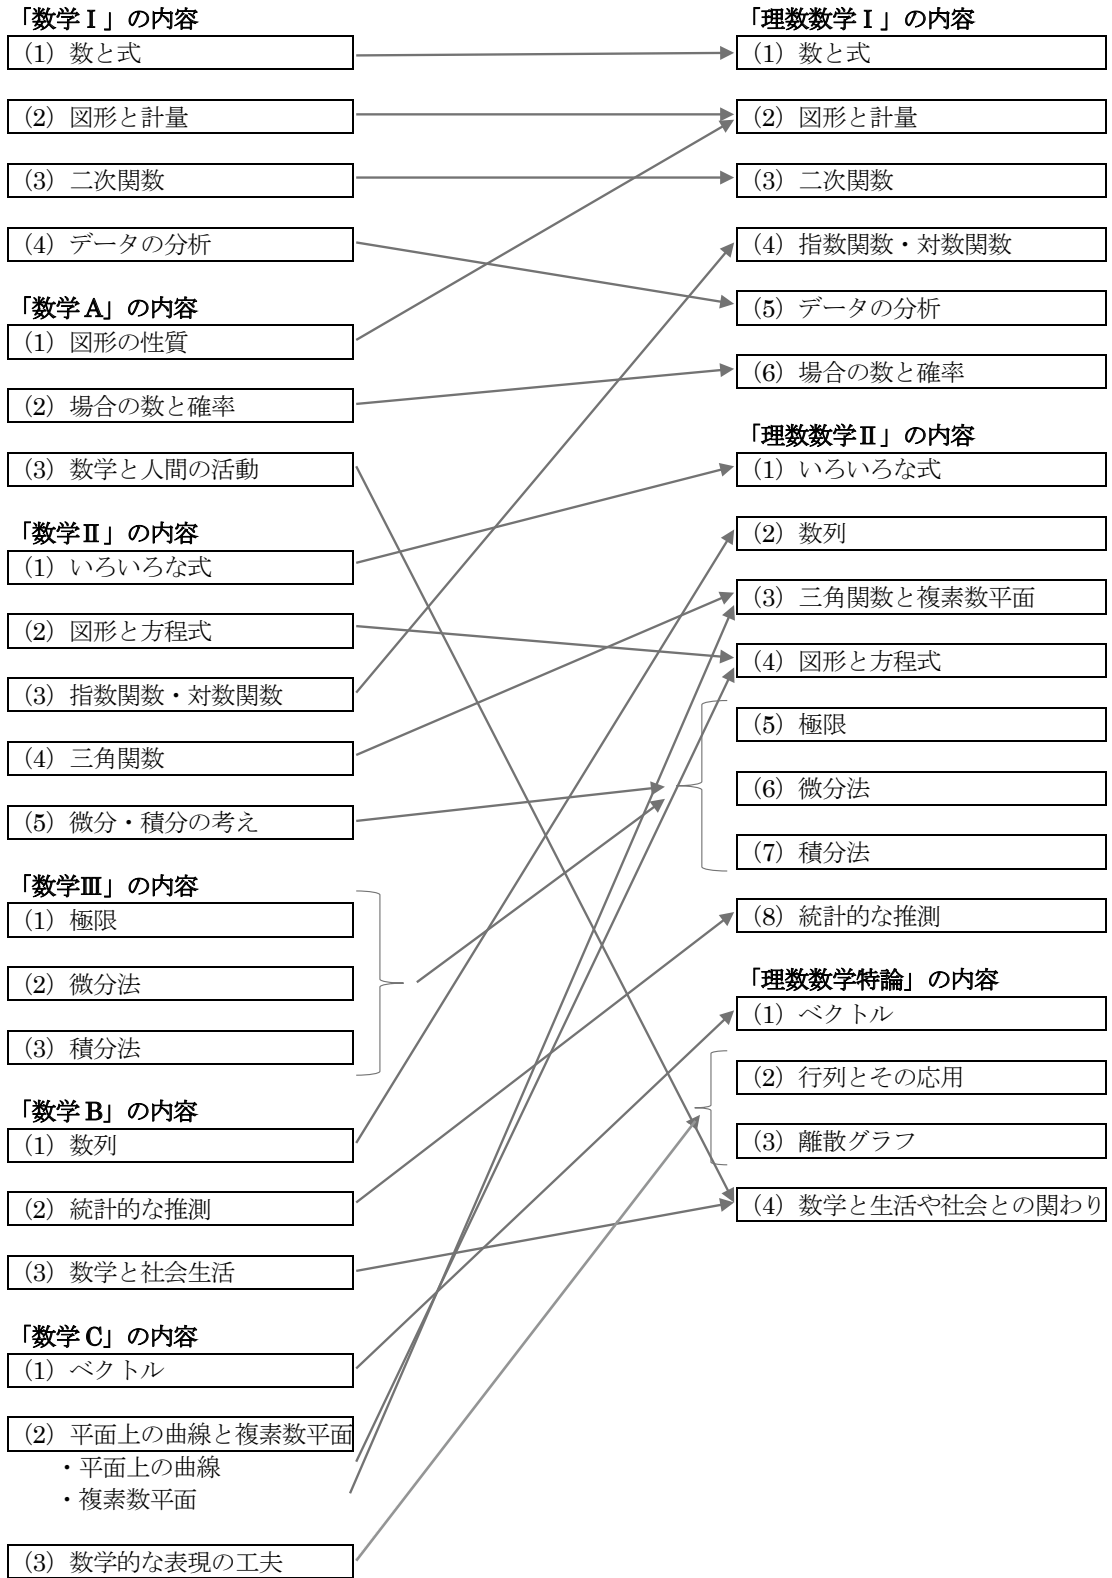 「数学Ⅰ」の内容
（1）数と式
（2）図形と計量
（3）二次関数
（4）データの分析
「数学A」の内容
（1）図形の性質
（2）場合の数と確率
（3）数学と人間の活動
「数学Ⅱ」の内容
（1）いろいろな式
（2）図形と方程式
（3）指数関数・対数関数
（4）三角関数
（5）微分・積分の考え
「数学Ⅲ」の内容
（1）極限
（2）微分法
（3）積分法
「数学B」の内容
（1）数列
（2）統計的な推測
（3）数学と社会生活
「数学C」の内容
（1）ベクトル
（2）平面上の曲線と複素数平面
・平面上の曲線
・複素数平面
（3）数学的な表現の工夫
「理数数学Ⅰ」の内容
（1）数と式
（2）図形と計量
（3）二次関数
（4）指数関数・対数関数
（5）データの分析
（6）場合の数と確率
「理数数学Ⅱ」の内容
（1）いろいろな式
（2）数列
（3）三角関数と複素数平面
（4）図形と方程式
（5）極限
（6）微分法
（7）積分法
（8）統計的な推測
「理数数学特論」の内容
（1）ベクトル
（2）行列とその応用
（3）離散グラフ
（4）数学と生活や社会との関わり